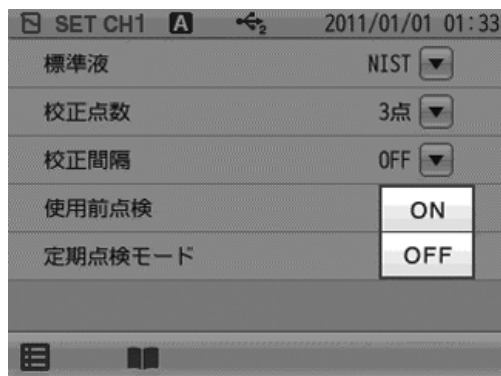 SET CH1 A 2 2011/01/01 01:33
標準液 NIST
校正点数 3点
校正間隔 OFF
使用前点検 ON
定期点検モード OFF